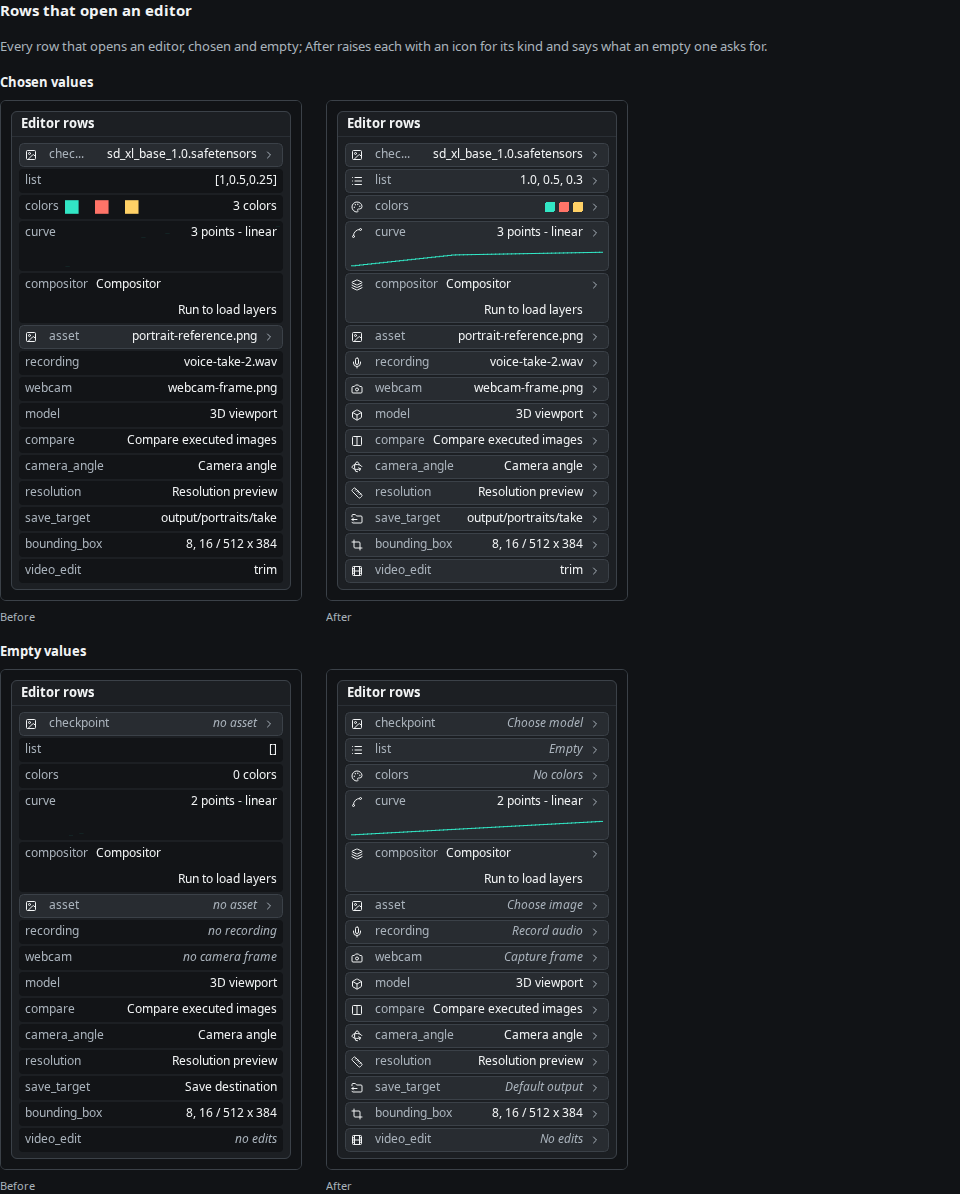 Rows that open an editor
Every row that opens an editor, chosen and empty; After raises each with an icon for its kind and says what an empty one asks for.
Chosen values
Editor rows
chec... sd_xl_base_1.0.safetensors
list [1,0.5,0.25]
colors 3 colors
curve 3 points - linear
compositor Compositor
Run to load layers
asset portrait-reference.png
recording voice-take-2.wav
webcam webcam-frame.png
model 3D viewport
compare Compare executed images
camera_angle Camera angle
resolution Resolution preview
save_target output/portraits/take
bounding_box 8, 16 / 512 x 384
video_edit trim
Before
Editor rows
chec... sd_xl_base_1.0.safetensors
list 1.0, 0.5, 0.3
colors
curve 3 points - linear
compositor Compositor
Run to load layers
asset portrait-reference.png
recording voice-take-2.wav
webcam webcam-frame.png
model 3D viewport
compare Compare executed images
camera_angle Camera angle
resolution Resolution preview
save_target output/portraits/take
bounding_box 8, 16 / 512 x 384
video_edit trim
After
Empty values
Editor rows
checkpoint no asset
list []
colors 0 colors
curve 2 points - linear
compositor Compositor
Run to load layers
asset no asset
recording no recording
webcam no camera frame
model 3D viewport
compare Compare executed images
camera_angle Camera angle
resolution Resolution preview
save_target Save destination
bounding_box 8, 16 / 512 x 384
video_edit no edits
Before
Editor rows
checkpoint Choose model
list Empty
colors No colors
curve 2 points - linear
compositor Compositor
Run to load layers
asset Choose image
recording Record audio
webcam Capture frame
model 3D viewport
compare Compare executed images
camera_angle Camera angle
resolution Resolution preview
save_target Default output
bounding_box 8, 16 / 512 x 384
video_edit No edits
After